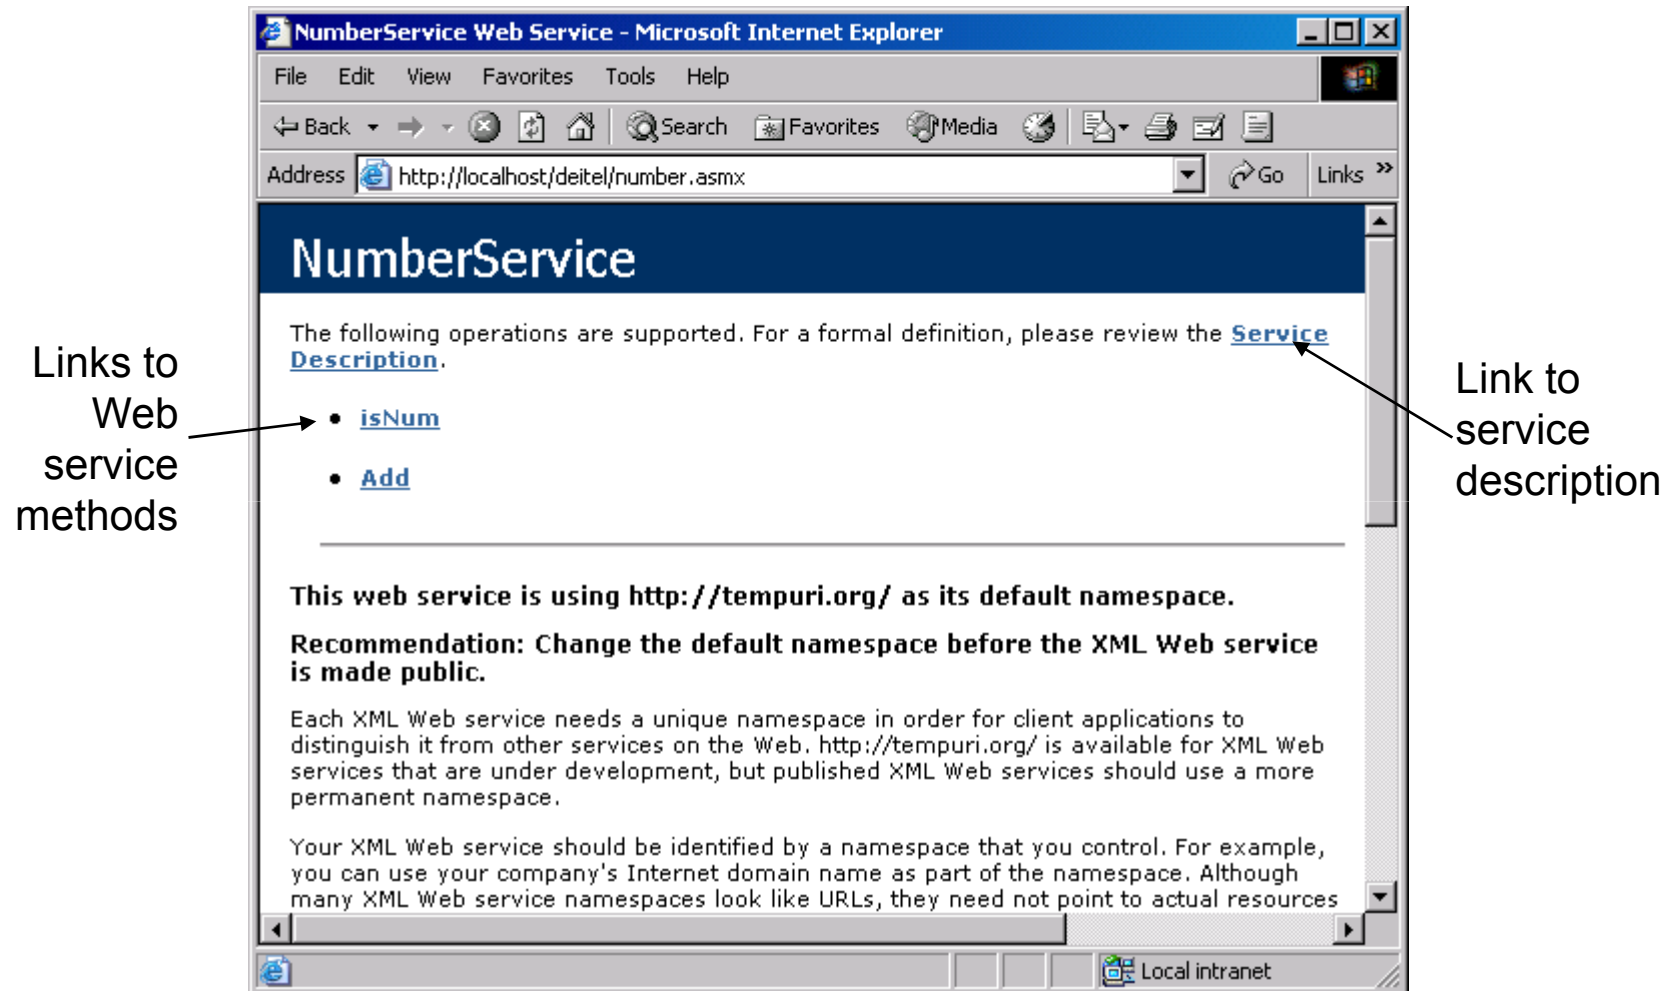 NumberService Web Service - Microsoft Internet Explorer
File Edit View Favorites Tools Help
Back Search Favorites Media
Address http://localhost/deitel/number.asmx Go Links »
NumberService
The following operations are supported. For a formal definition, please review the Service
Description.
• isNum
• Add
This web service is using http://tempuri.org/ as its default namespace.
Recommendation: Change the default namespace before the XML Web service
is made public.
Each XML Web service needs a unique namespace in order for client applications to
distinguish it from other services on the Web. http://tempuri.org/ is available for XML Web
services that are under development, but published XML Web services should use a more
permanent namespace.
Your XML Web service should be identified by a namespace that you control. For example,
you can use your company's Internet domain name as part of the namespace. Although
many XML Web service namespaces look like URLs, they need not point to actual resources
Local intranet
Links to
Web
service
methods
Link to
service
description